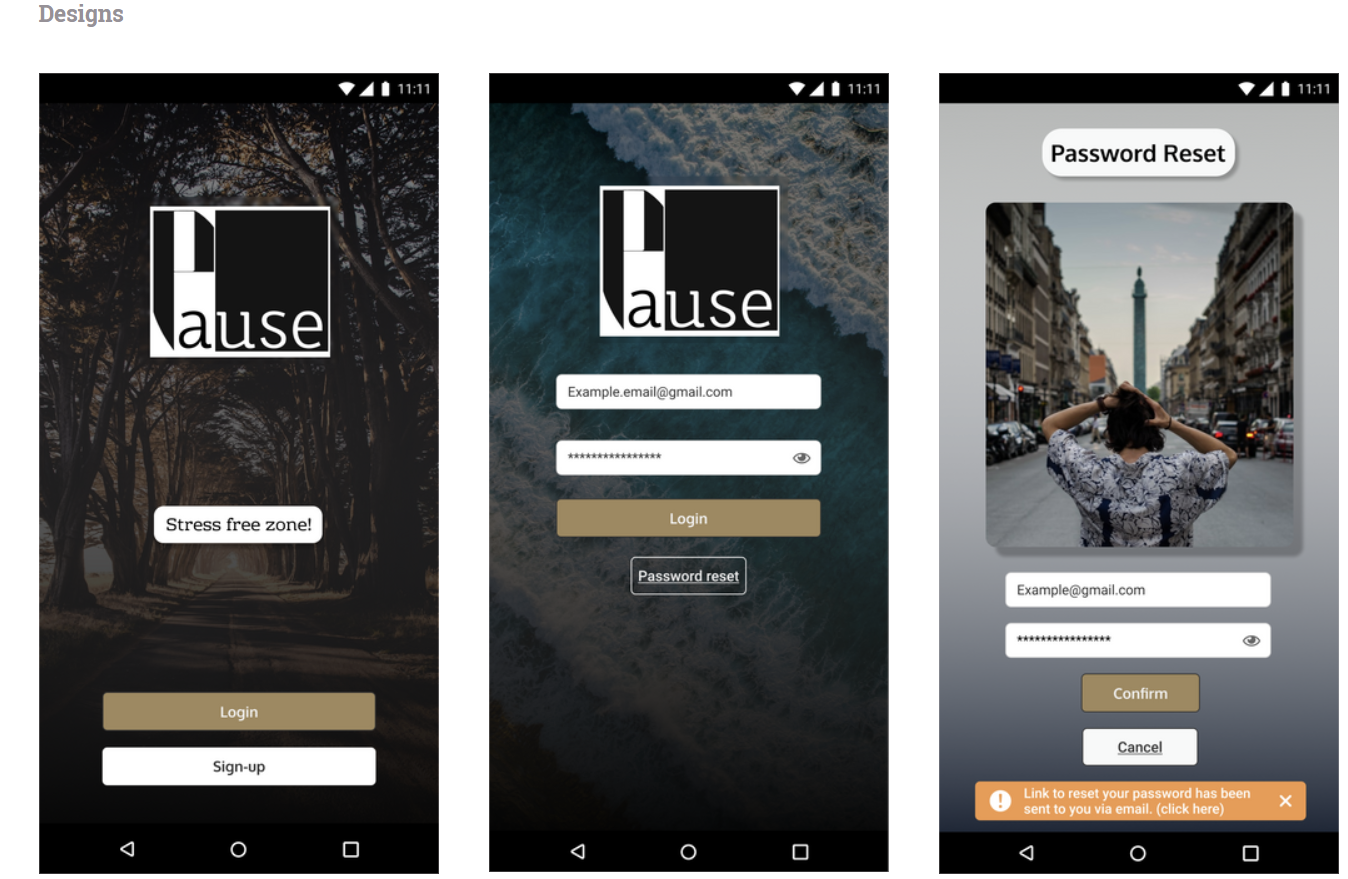 Designs
11:11
Pause
Stress free zone!
Login
Sign-up
11:11
Pause
Example.email@gmail.com
****************
Login
Password reset
11:11
Password Reset
Example@gmail.com
****************
Confirm
Cancel
Link to reset your password has been
sent to you via email. (click here)